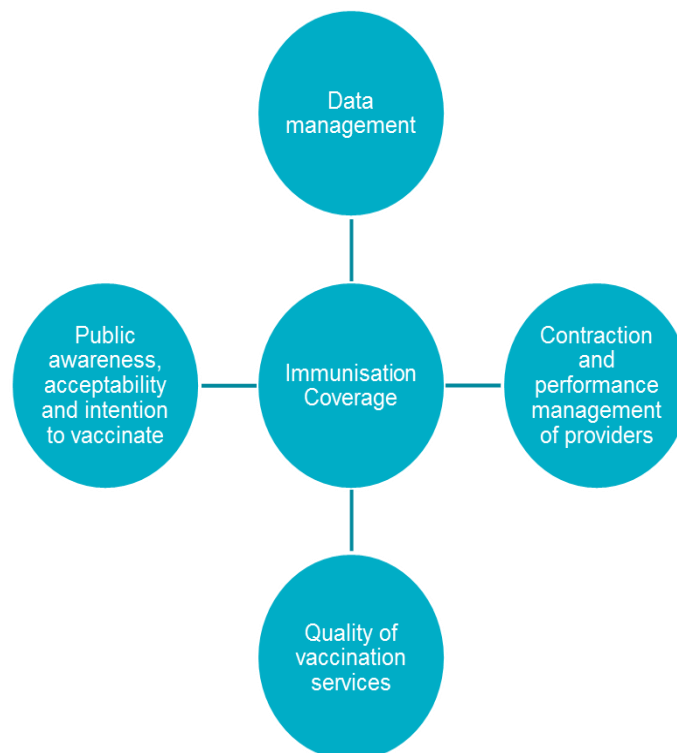 Data
management
Public
awareness,
acceptability
and intention
to vaccinate
Immunisation
Coverage
Contraction
and
performance
management
of providers
Quality of
vaccination
services